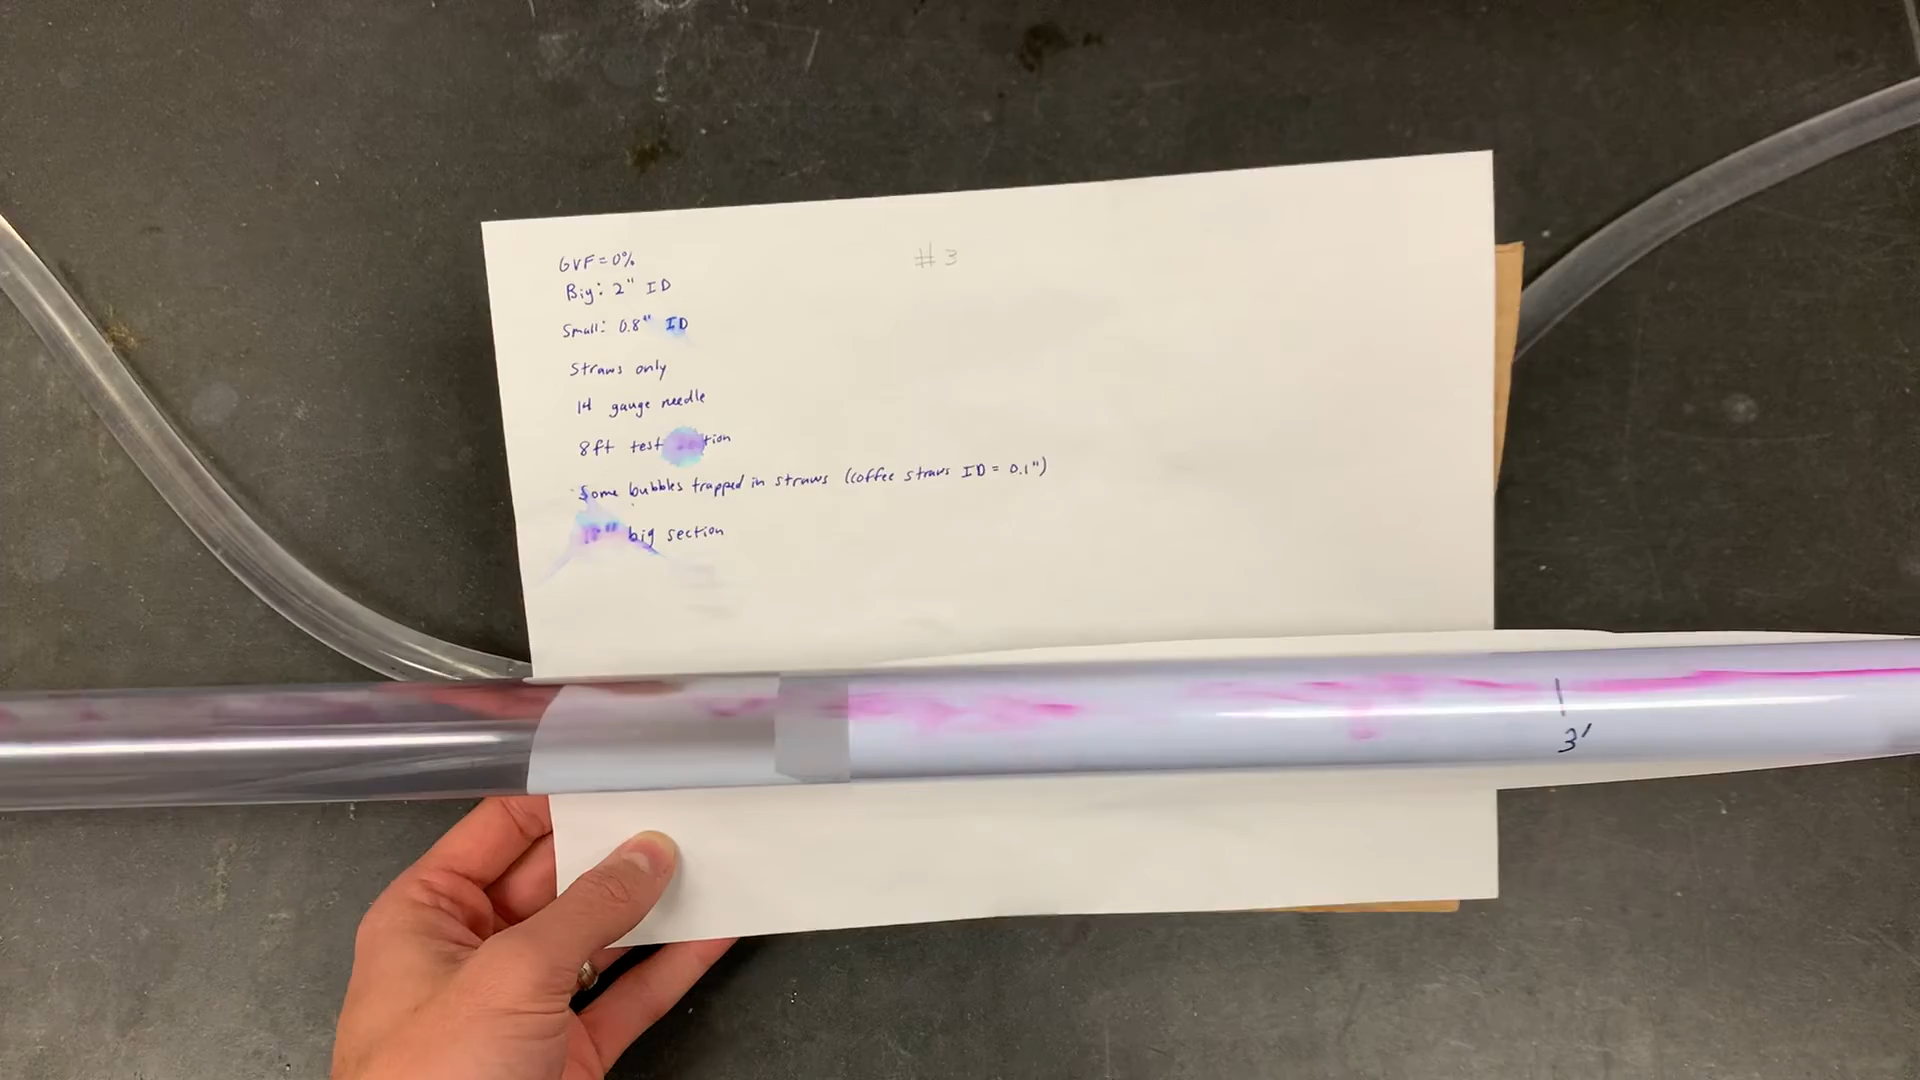 GVF = 0%
#3
Big: 2" ID
Small: 0.8" ID
Straws only
14 gauge needle
8ft test
Some bubbles trapped in straws (coffee straws ID = 0.1")
big section
3'